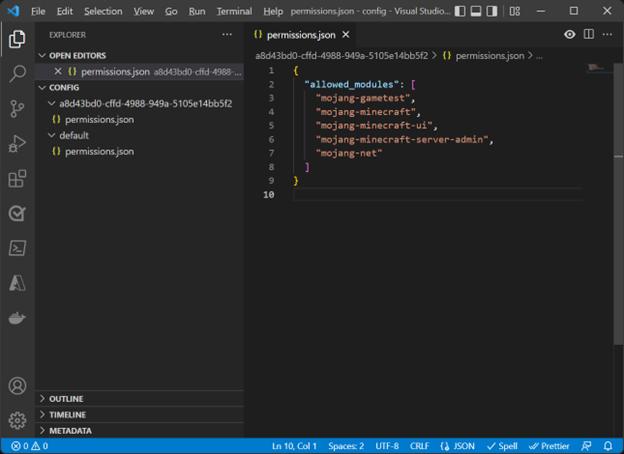 File Edit Selection View Go Run Terminal Help permissions.json - config - Visual Studio...
EXPLORER
OPEN EDITORS
permissions.json a8d43bd0-cffd-4988-...
CONFIG
a8d43bd0-cffd-4988-949a-5105e14bb5f2
{} permissions.json
default
{} permissions.json
OUTLINE
TIMELINE
METADATA
{} permissions.json
a8d43bd0-cffd-4988-949a-5105e14bb5f2 > {} permissions.json > ...
1 {
2 "allowed_modules": [
3 "mojang-gametest",
4 "mojang-minecraft",
5 "mojang-minecraft-ui",
6 "mojang-minecraft-server-admin",
7 "mojang-net"
8 ]
9 }
10
0 0 Ln 10, Col 1 Spaces: 2 UTF-8 CRLF {} JSON Spell Prettier